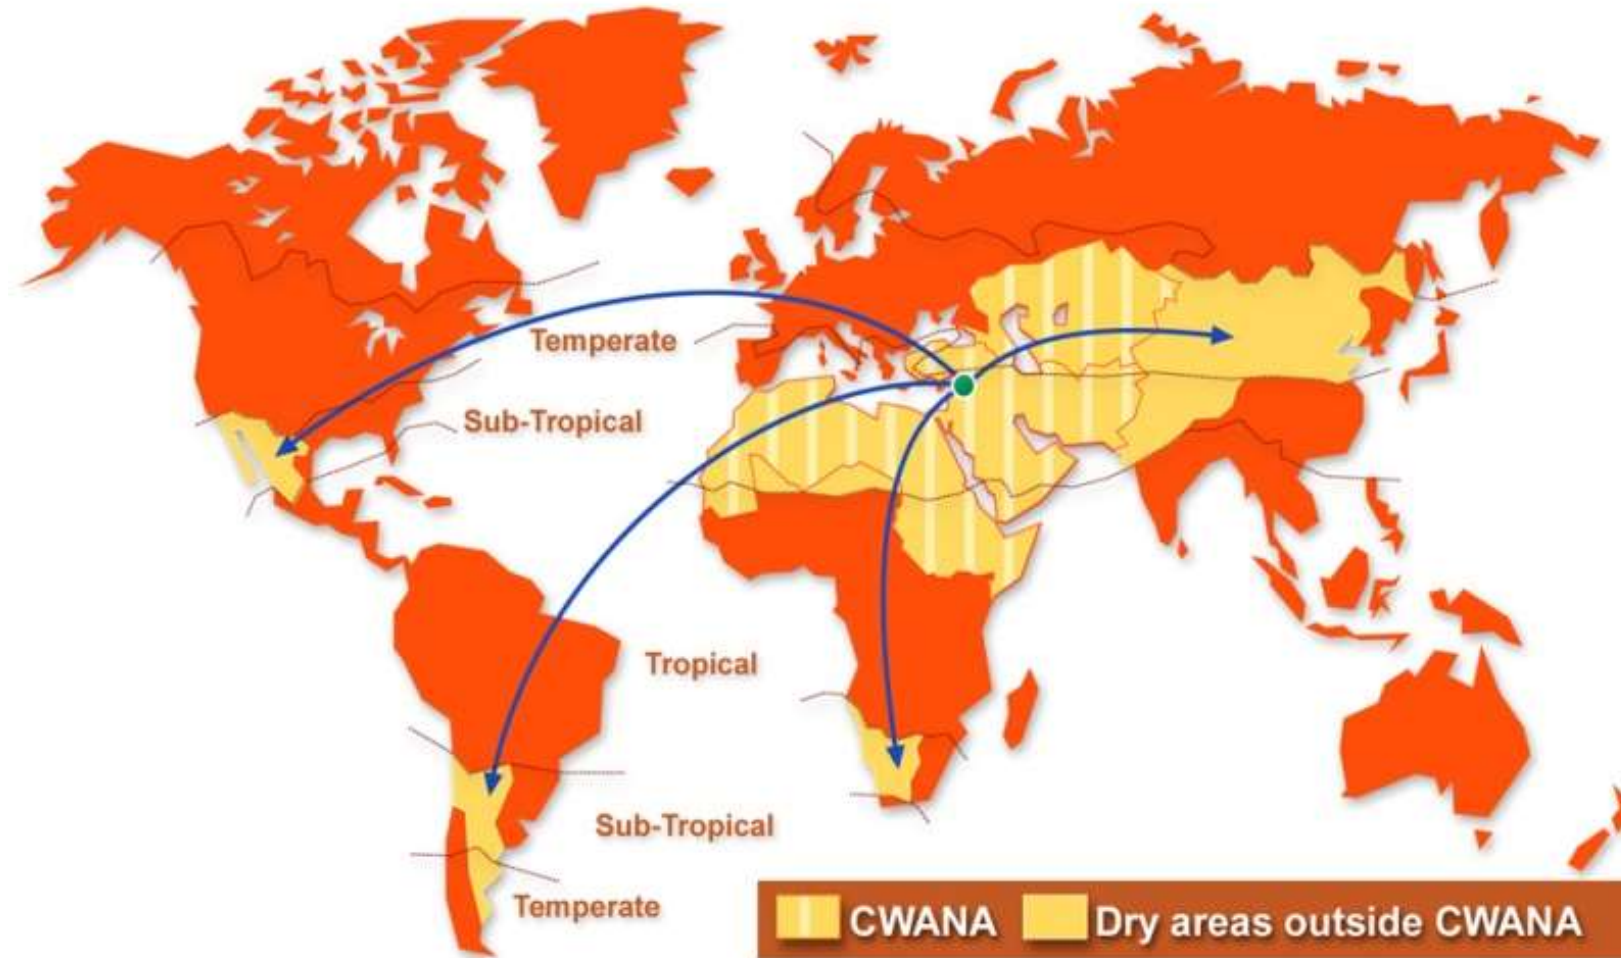 Temperate
Sub-Tropical
Tropical
Sub-Tropical
Temperate
CWANA
Dry areas outside CWANA